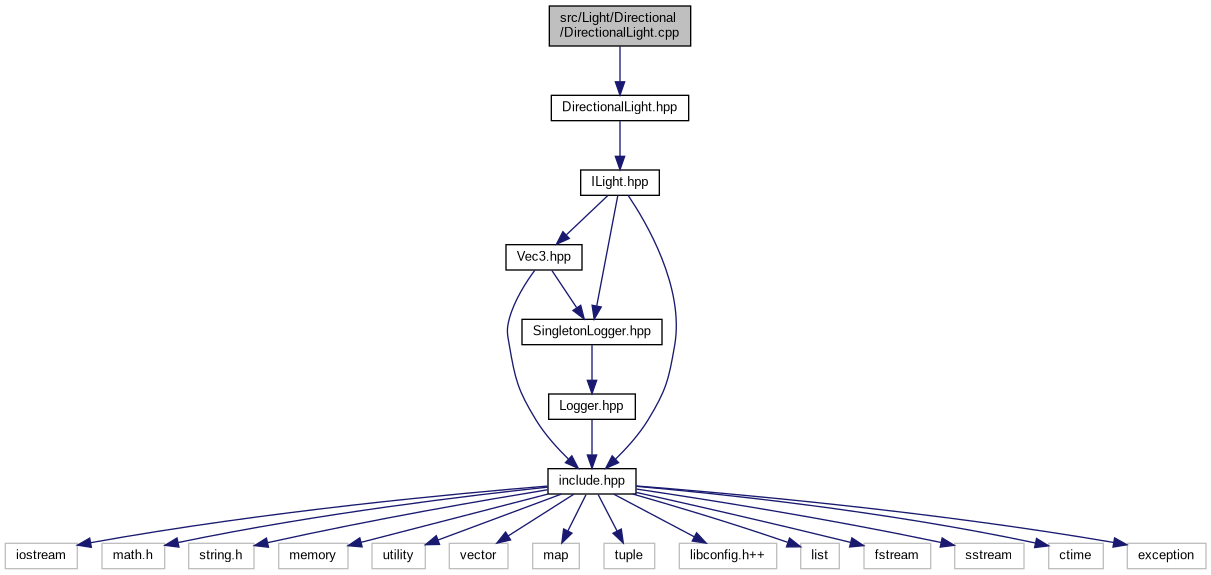 src/Light/Directional
/DirectionalLight.cpp
DirectionalLight.hpp
ILight.hpp
Vec3.hpp
SingletonLogger.hpp
Logger.hpp
include.hpp
iostream
math.h
string.h
memory
utility
vector
map
tuple
libconfig.h++
list
fstream
sstream
ctime
exception